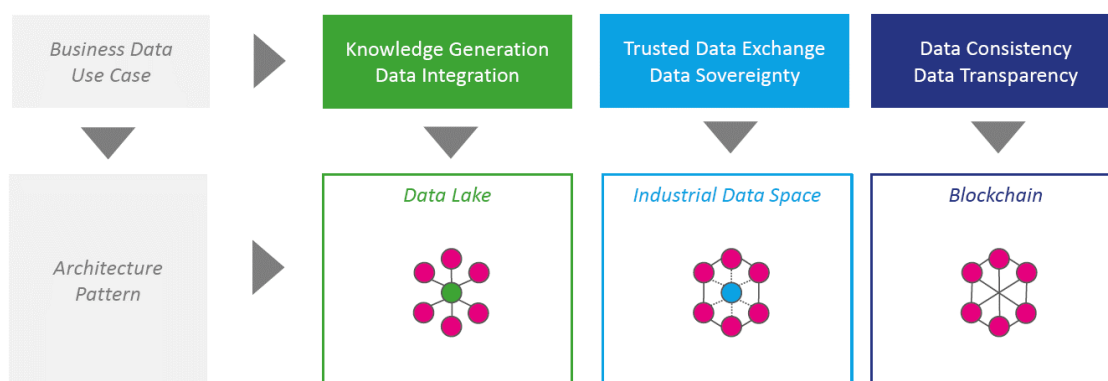 Business Data
Use Case
Knowledge Generation
Data Integration
Trusted Data Exchange
Data Sovereignty
Data Consistency
Data Transparency
Architecture
Pattern
Data Lake
Industrial Data Space
Blockchain